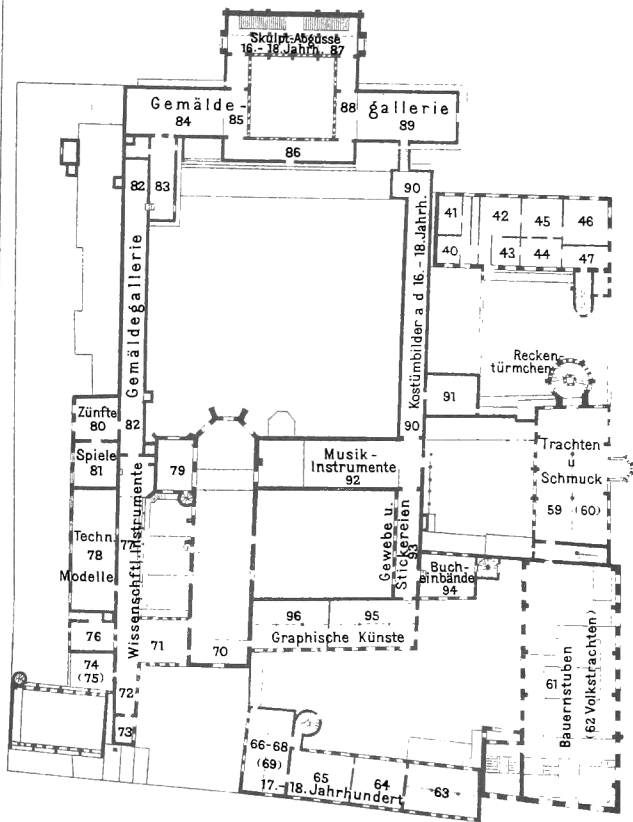 Skulpt.-Abgüsse
16.- 18. Jahrh. 87
Gemälde-
84
85
88
gallerie
89
86
82
83
90
Gemäldegallerie
Kostümbilder a d 16.- 18. Jahrh.
41
42
45
46
40
43
44
47
Recken-
türmchen
91
Zünfte
80
82
90
Spiele
81
79
Musik-
Instrumente
92
Trachten
u
Schmuck
59 (60)
Techn.
78
Modelle
77
Wissenschftl. Instrumente
Gewebe u.
Stickereien
93
Buch-
einbände
94
96
95
Graphische Künste
76
71
70
74
(75)
72
73
61
Bauernstuben
(62 Volkstrachten)
66-68
(69)
65
64
63
17.- 18. Jahrhundert